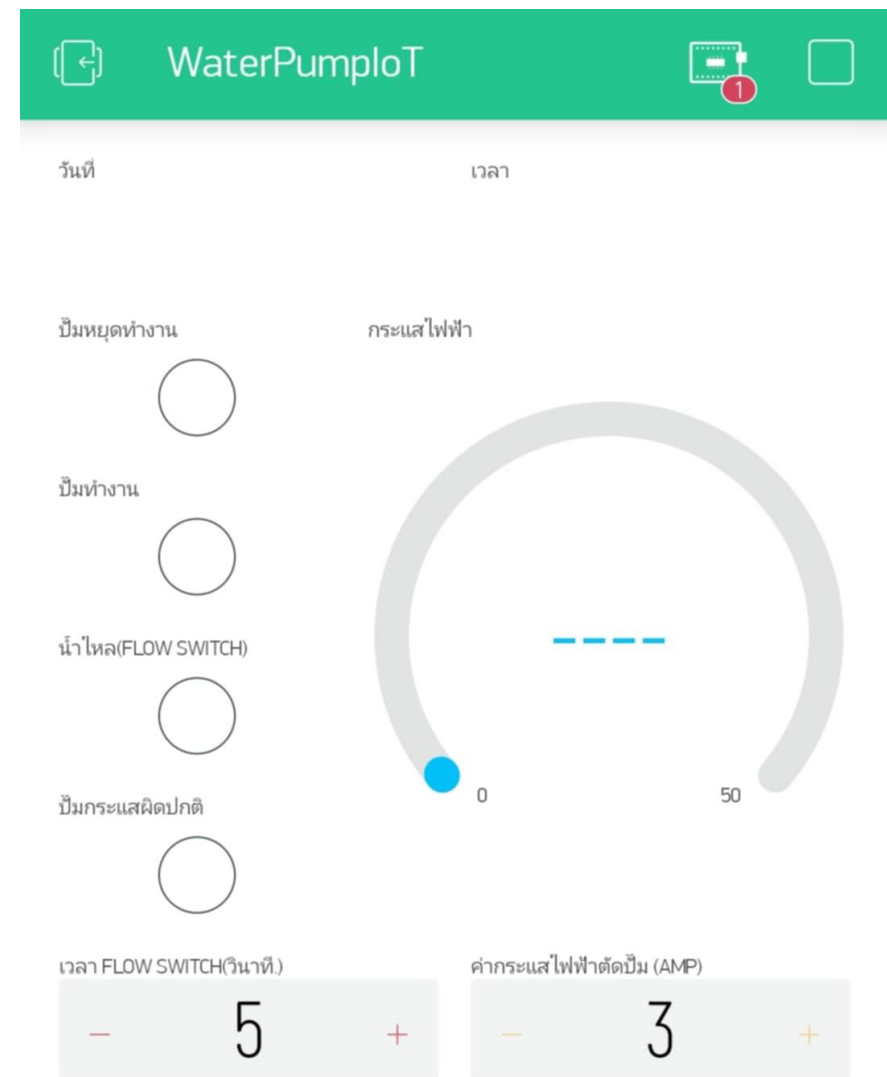 WaterPumpIoT
1
วันที่ เวลา
ปั๊มหยุดทำงาน กระแสไฟฟ้า
ปั๊มทำงาน
น้ำไหล(FLOW SWITCH)
----
0 50
ปั๊มกระแสผิดปกติ
เวลา FLOW SWITCH(วินาที.) ค่ากระแสไฟฟ้าตัดปั๊ม (AMP)
– 5 + – 3 +